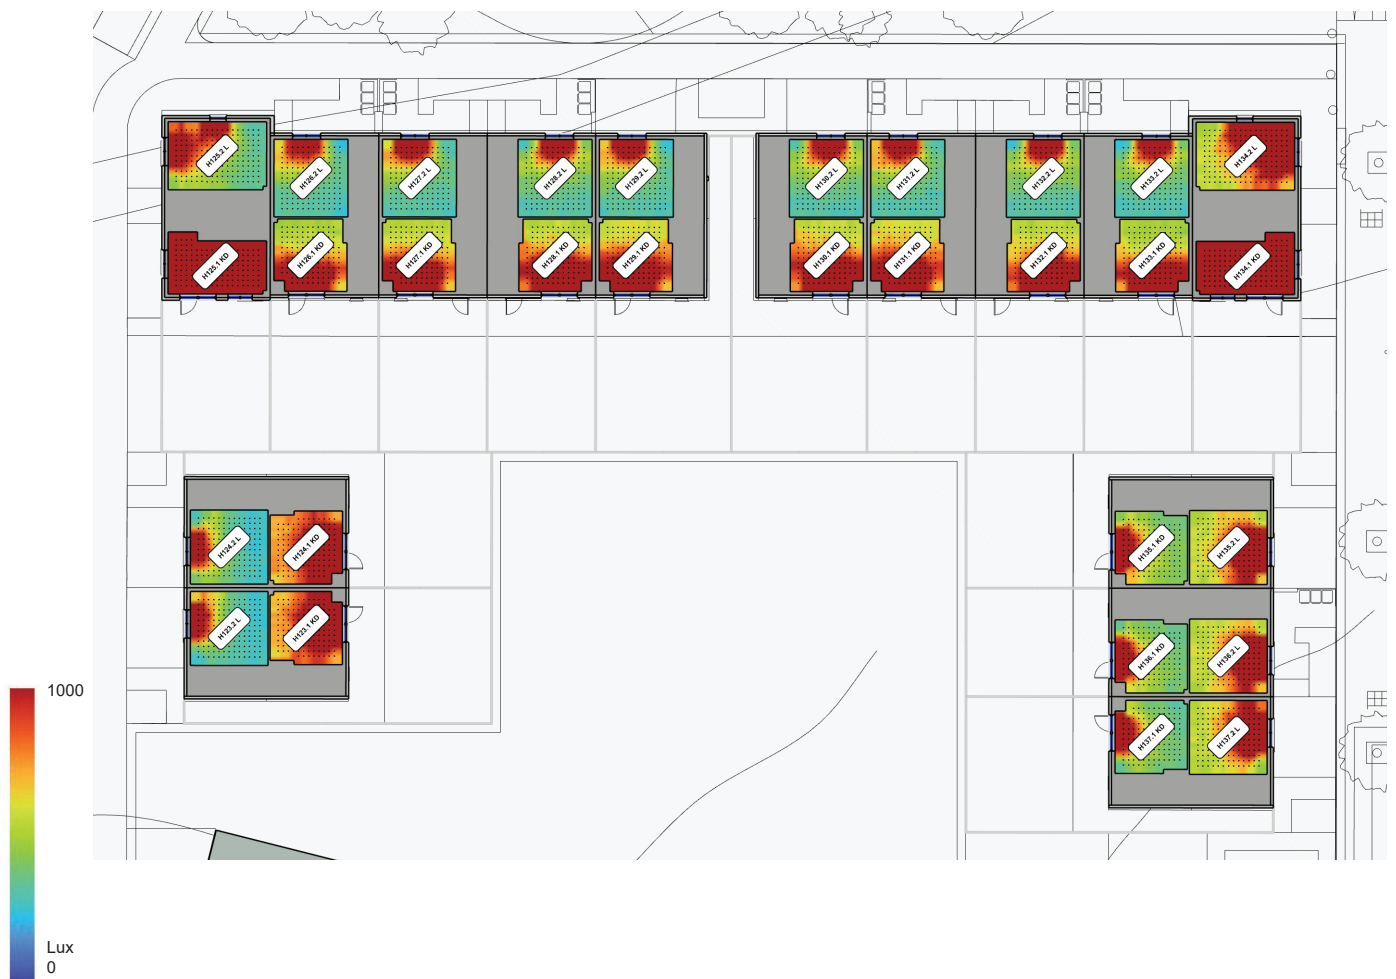 H125.2 L
H126.2 L
H127.2 L
H128.2 L
H129.2 L
H130.2 L
H131.2 L
H132.2 L
H133.2 L
H134.2 L
H125.1 KD
H126.1 KD
H127.1 KD
H128.1 KD
H129.1 KD
H130.1 KD
H131.1 KD
H132.1 KD
H133.1 KD
H134.1 KD
H124.2 L
H124.1 KD
H135.1 KD
H135.2 L
H123.2 L
H123.1 KD
H136.1 KD
H136.2 L
H137.1 KD
H137.2 L
1000
Lux
0